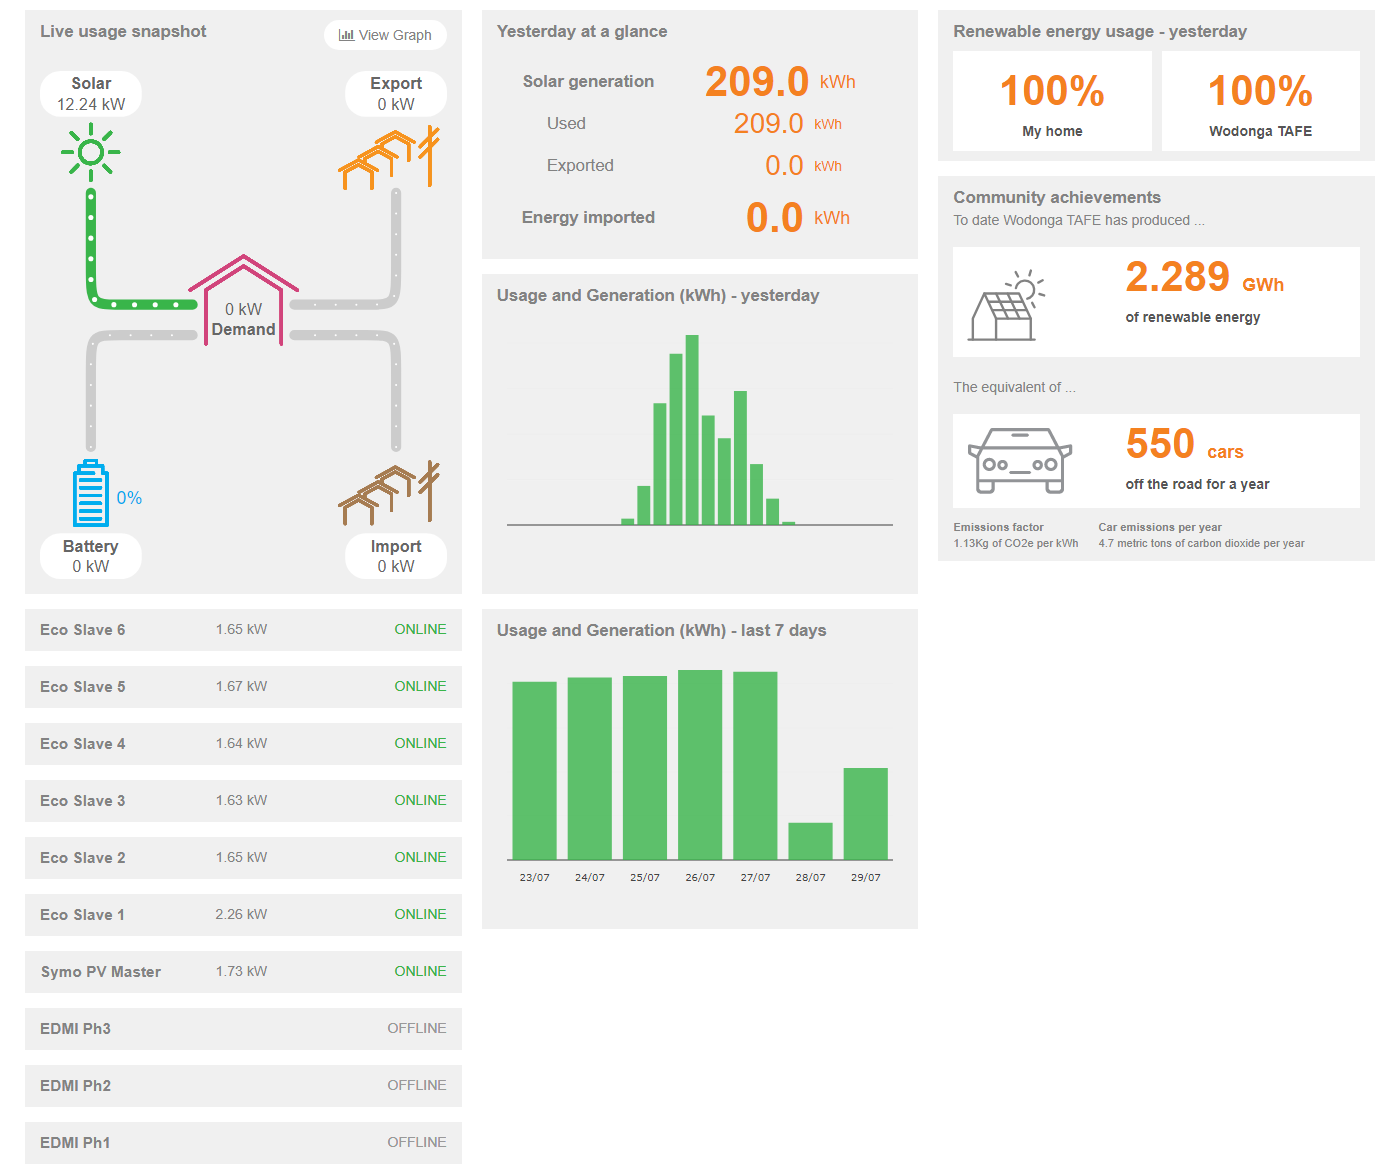 Live usage snapshot
View Graph
Solar
12.24 kW
Export
0 kW
0 kW
Demand
0%
Battery
0 kW
Import
0 kW
Eco Slave 6 1.65 kW ONLINE
Eco Slave 5 1.67 kW ONLINE
Eco Slave 4 1.64 kW ONLINE
Eco Slave 3 1.63 kW ONLINE
Eco Slave 2 1.65 kW ONLINE
Eco Slave 1 2.26 kW ONLINE
Symo PV Master 1.73 kW ONLINE
EDMI Ph3 OFFLINE
EDMI Ph2 OFFLINE
EDMI Ph1 OFFLINE
Yesterday at a glance
Solar generation 209.0 kWh
Used 209.0 kWh
Exported 0.0 kWh
Energy imported 0.0 kWh
Usage and Generation (kWh) - yesterday
Usage and Generation (kWh) - last 7 days
23/07 24/07 25/07 26/07 27/07 28/07 29/07
Renewable energy usage - yesterday
100%
My home
100%
Wodonga TAFE
Community achievements
To date Wodonga TAFE has produced ...
2.289 GWh
of renewable energy
The equivalent of ...
550 cars
off the road for a year
Emissions factor
1.13Kg of CO2e per kWh
Car emissions per year
4.7 metric tons of carbon dioxide per year